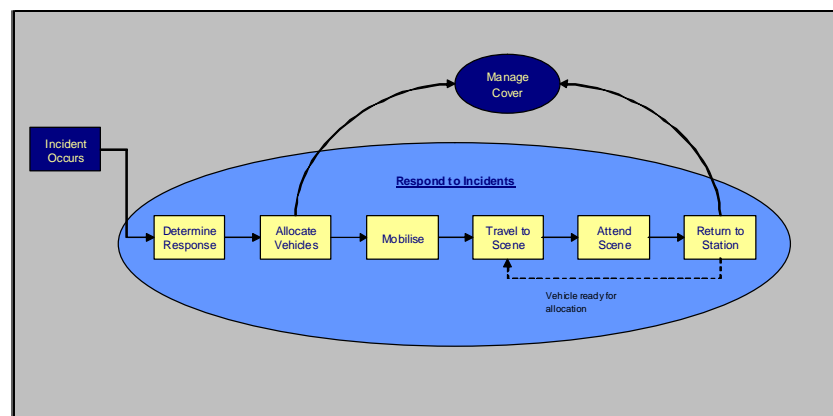 Manage
Cover
Incident
Occurs
Respond to Incidents
Determine
Response
Allocate
Vehicles
Mobilise
Travel to
Scene
Attend
Scene
Return to
Station
Vehicle ready for
allocation